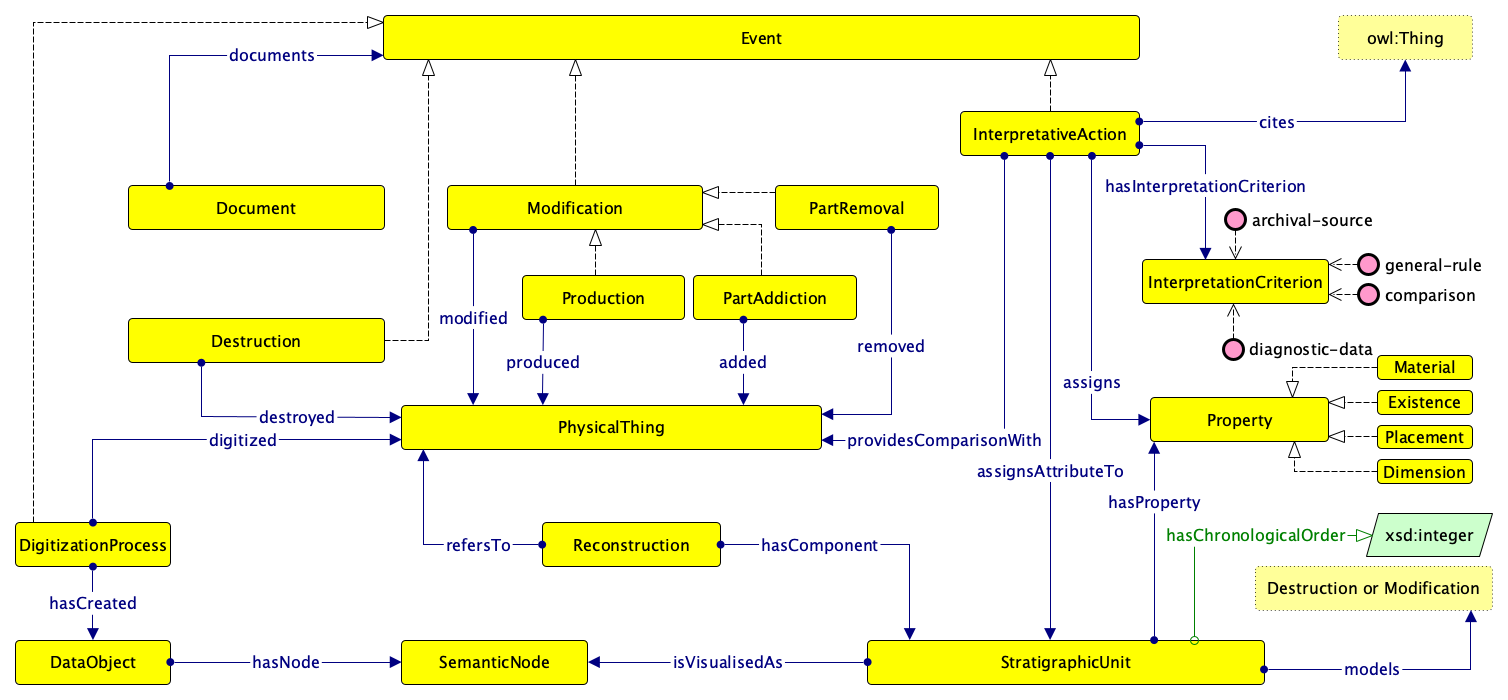 Event
owl:Thing
documents
InterpretativeAction
cites
hasInterpretationCriterion
Document
Modification
PartRemoval
archival-source
general-rule
InterpretationCriterion
comparison
Production
PartAddiction
modified
Destruction
produced
added
removed
diagnostic-data
Material
assigns
Existence
destroyed
PhysicalThing
Property
digitized
providesComparisonWith
Placement
assignsAttributeTo
Dimension
hasProperty
DigitizationProcess
refersTo
Reconstruction
hasComponent
hasChronologicalOrder
xsd:integer
hasCreated
Destruction or Modification
DataObject
hasNode
SemanticNode
isVisualisedAs
StratigraphicUnit
models